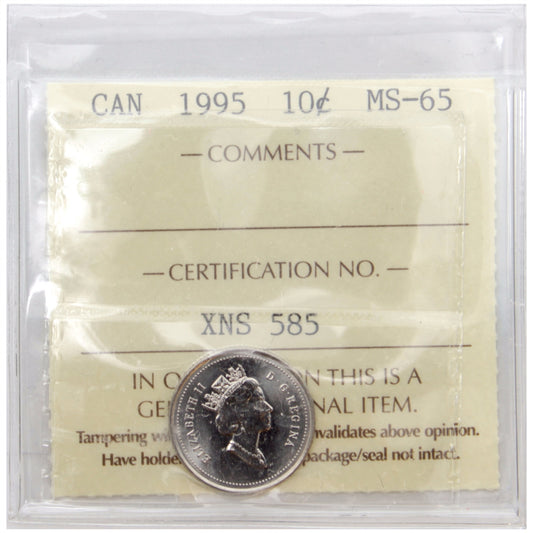 CAN 1995 10¢ MS-65
— COMMENTS —
— CERTIFICATION NO. —
XNS 585
IN O N THIS IS A
GE NAL ITEM.
Tampering w nvalidates above opinion.
Have holde package/seal not intact.
ELIZABETH II D·G·REGINA